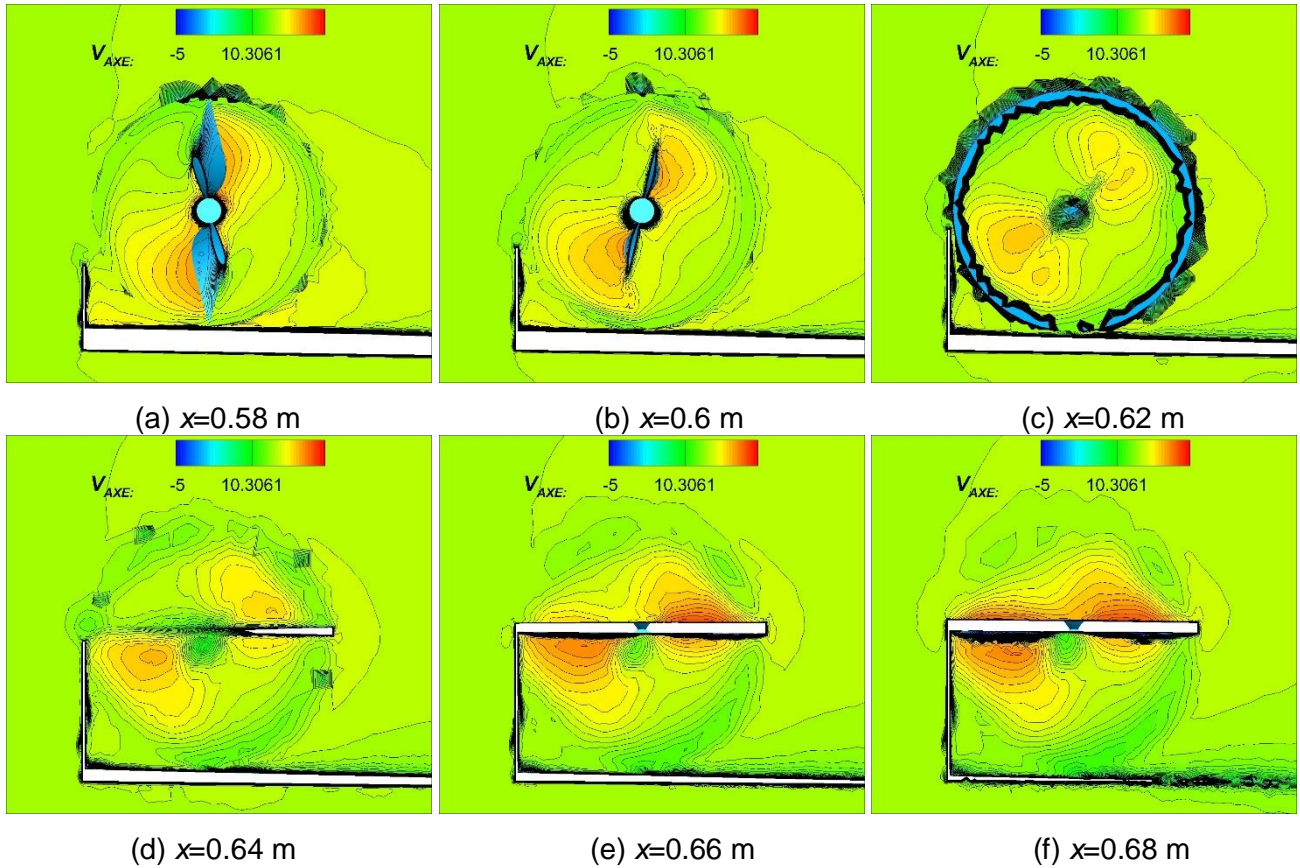 V_AXE: -5 10.3061
V_AXE: -5 10.3061
V_AXE: -5 10.3061
(a) x=0.58 m
(b) x=0.6 m
(c) x=0.62 m
V_AXE: -5 10.3061
V_AXE: -5 10.3061
V_AXE: -5 10.3061
(d) x=0.64 m
(e) x=0.66 m
(f) x=0.68 m